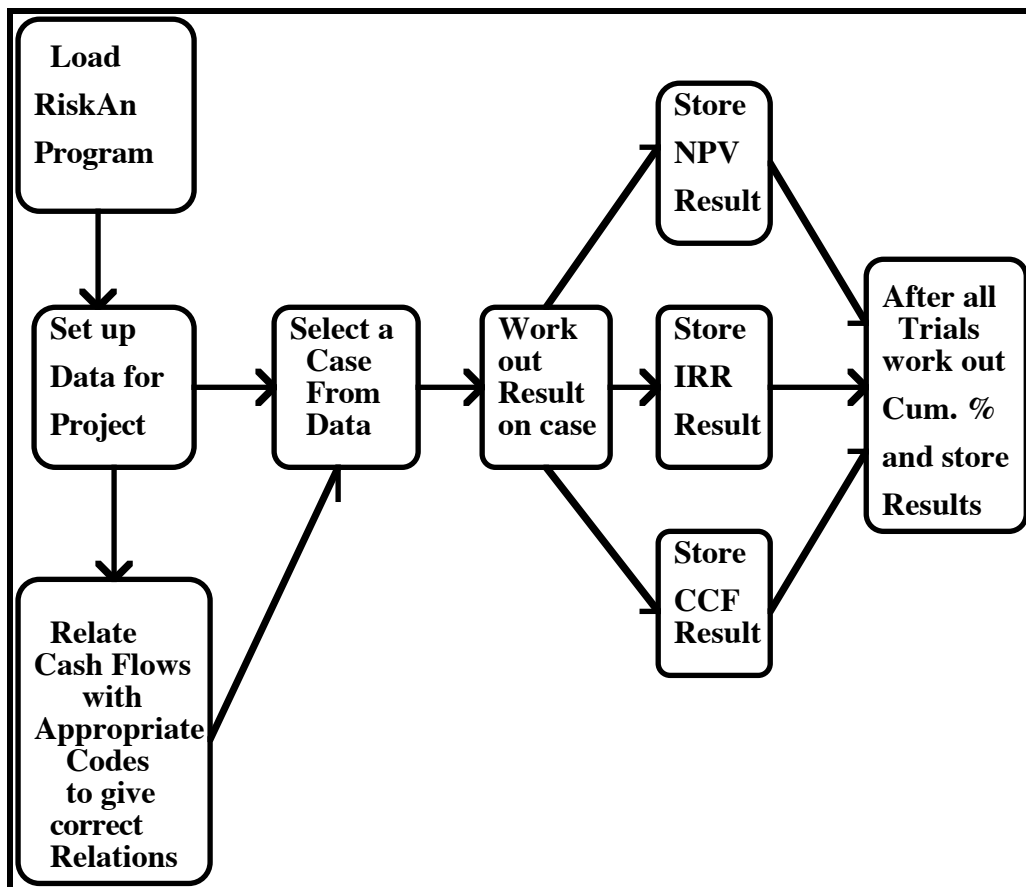 Load
RiskAn
Program
Set up
Data for
Project
Relate
Cash Flows
with
Appropriate
Codes
to give
correct
Relations
Select a
Case
From
Data
Work
out
Result
on case
Store
NPV
Result
Store
IRR
Result
Store
CCF
Result
After all
Trials
work out
Cum. %
and store
Results